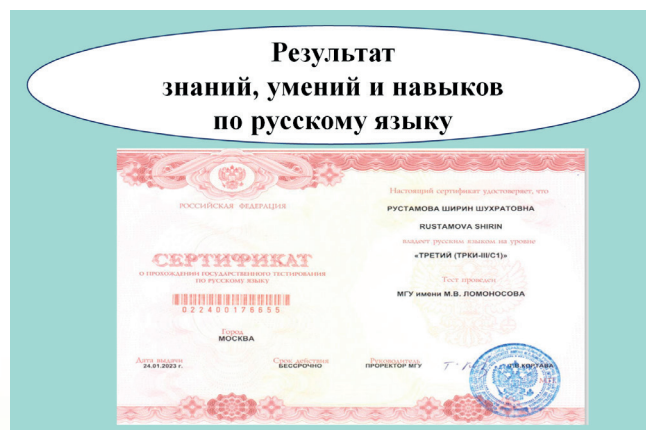 Результат
знаний, умений и навыков
по русскому языку
РОССИЙСКАЯ ФЕДЕРАЦИЯ
СЕРТИФИКАТ
О ПРОХОЖДЕНИИ ГОСУДАРСТВЕННОГО ТЕСТИРОВАНИЯ
ПО РУССКОМУ ЯЗЫКУ
022400176655
Город
МОСКВА
Дата выдачи
24.01.2023 г.
Срок действия
БЕССРОЧНО
Настоящий сертификат удостоверяет, что
РУСТАМОВА ШИРИН ШУХРАТОВНА
RUSTAMOVA SHIRIN
владеет русским языком на уровне
«ТРЕТИЙ (ТРКИ-III/C1)»
Тест проведен
МГУ имени М.В. ЛОМОНОСОВА
Руководитель
ПРОРЕКТОР МГУ
КОРТАВА